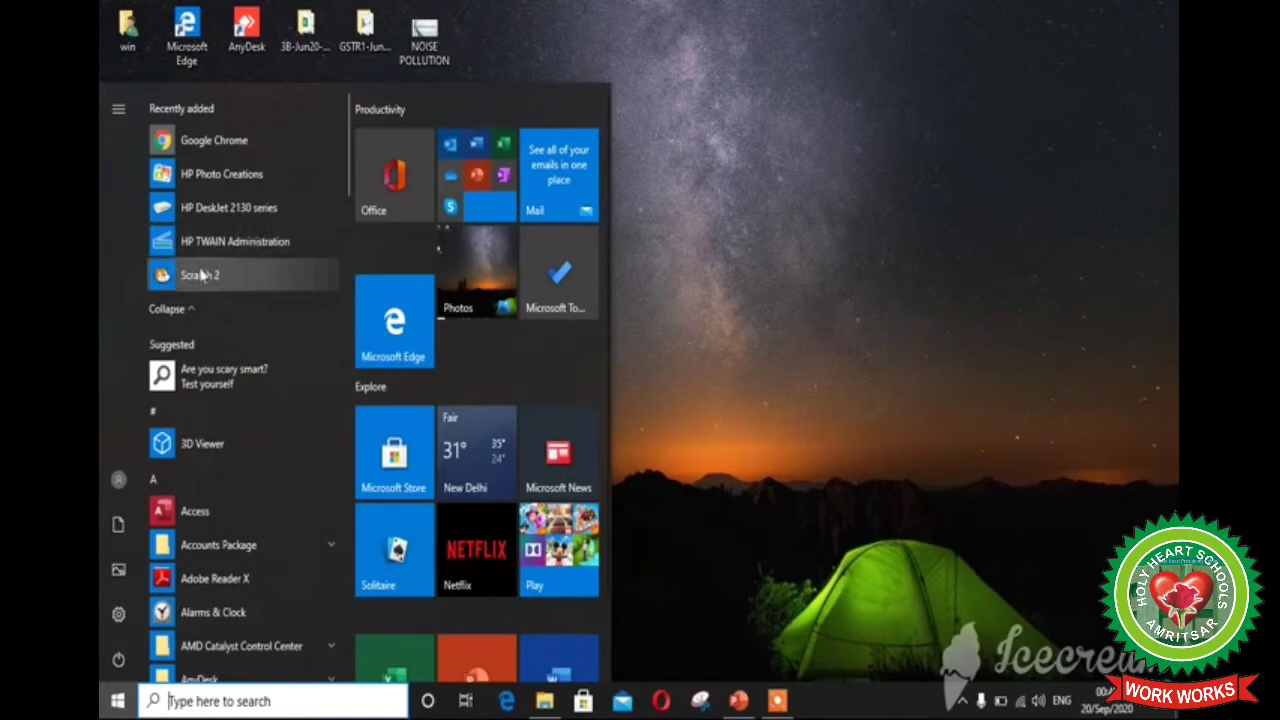 win
Microsoft
Edge
AnyDesk
3B-Jun20-...
GSTR1-Jun...
NOISE
POLLUTION
Recently added
Google Chrome
HP Photo Creations
HP DeskJet 2130 series
HP TWAIN Administration
Scratch 2
Collapse
Suggested
Are you scary smart?
Test yourself
#
3D Viewer
A
Access
Accounts Package
Adobe Reader X
Alarms & Clock
AMD Catalyst Control Center
AnyDesk
Productivity
Office
See all of your
emails in one
place
Mail
Photos
Microsoft To...
Microsoft Edge
Explore
Microsoft Store
Fair
31° 35°
24°
New Delhi
Microsoft News
Solitaire
NETFLIX
Netflix
Play
Type here to search
ENG
20/Sep/2020
HOLY HEART SCHOOLS
AMRITSAR
WORK WORKS